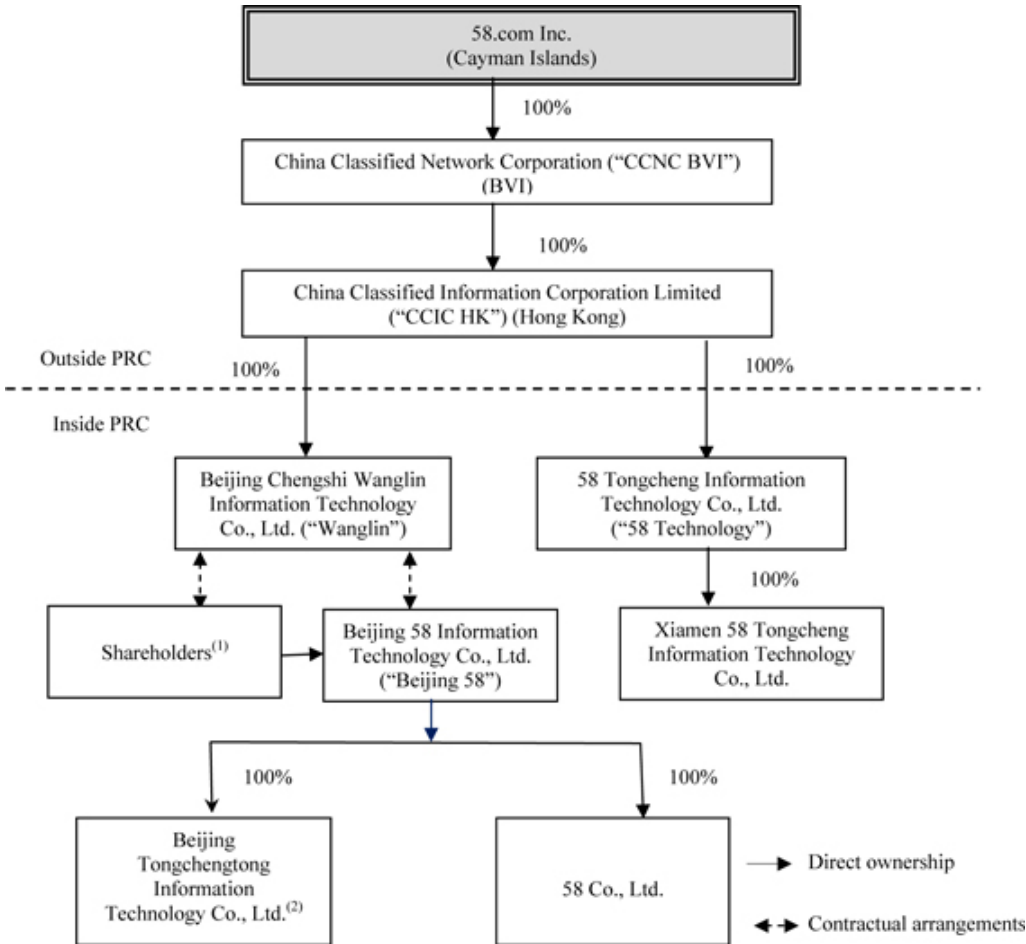 58.com Inc.
(Cayman Islands)
100%
China Classified Network Corporation (“CCNC BVI”)
(BVI)
100%
China Classified Information Corporation Limited
(“CCIC HK”) (Hong Kong)
Outside PRC
100%
100%
Inside PRC
Beijing Chengshi Wanglin
Information Technology
Co., Ltd. (“Wanglin”)
58 Tongcheng Information
Technology Co., Ltd.
(“58 Technology”)
100%
Shareholders(1)
Beijing 58 Information
Technology Co., Ltd.
(“Beijing 58”)
Xiamen 58 Tongcheng
Information Technology
Co., Ltd.
100%
100%
Beijing
Tongchengtong
Information
Technology Co., Ltd.(2)
58 Co., Ltd.
Direct ownership
Contractual arrangements